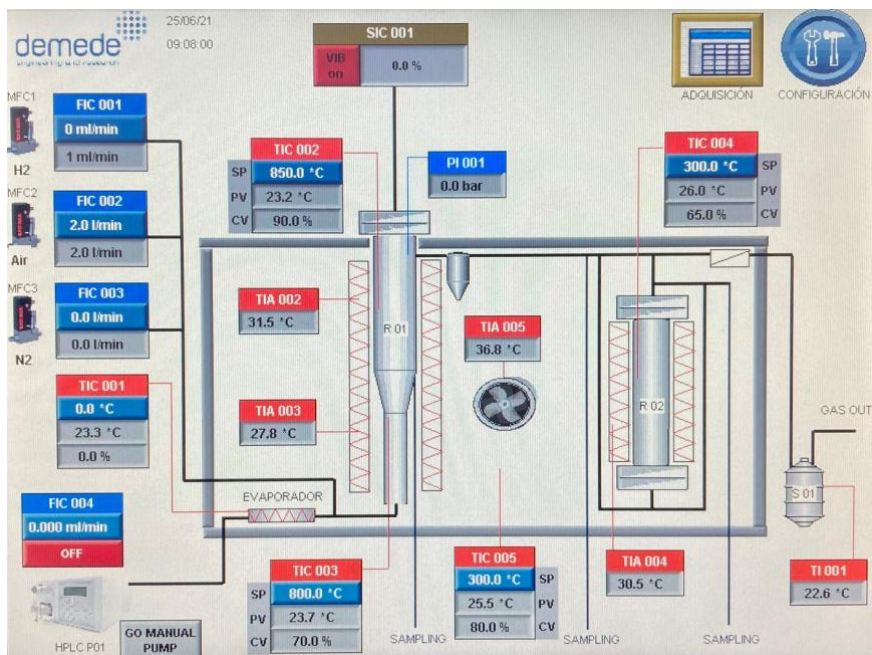 demede
25/06/21
09:08:00
SIC 001
VIB
on
0.0 %
ADQUISICIÓN
CONFIGURACIÓN
MFC1
FIC 001
0 ml/min
1 ml/min
H2
MFC2
FIC 002
2.0 l/min
2.0 l/min
Air
MFC3
FIC 003
0.0 l/min
0.0 l/min
N2
TIC 001
0.0 °C
23.3 °C
0.0 %
FIC 004
0.000 ml/min
OFF
HPLC P01
GO MANUAL
PUMP
EVAPORADOR
TIC 002
SP 850.0 °C
PV 23.2 °C
CV 90.0 %
PI 001
0.0 bar
TIC 004
300.0 °C SP
26.0 °C PV
65.0 % CV
TIA 002
31.5 °C
R 01
TIA 005
36.8 °C
TIA 003
27.8 °C
R 02
GAS OUT
S 01
TIC 003
SP 800.0 °C
PV 23.7 °C
CV 70.0 %
TIC 005
300.0 °C SP
25.5 °C PV
80.0 % CV
TIA 004
30.5 °C
TI 001
22.6 °C
SAMPLING
SAMPLING
SAMPLING